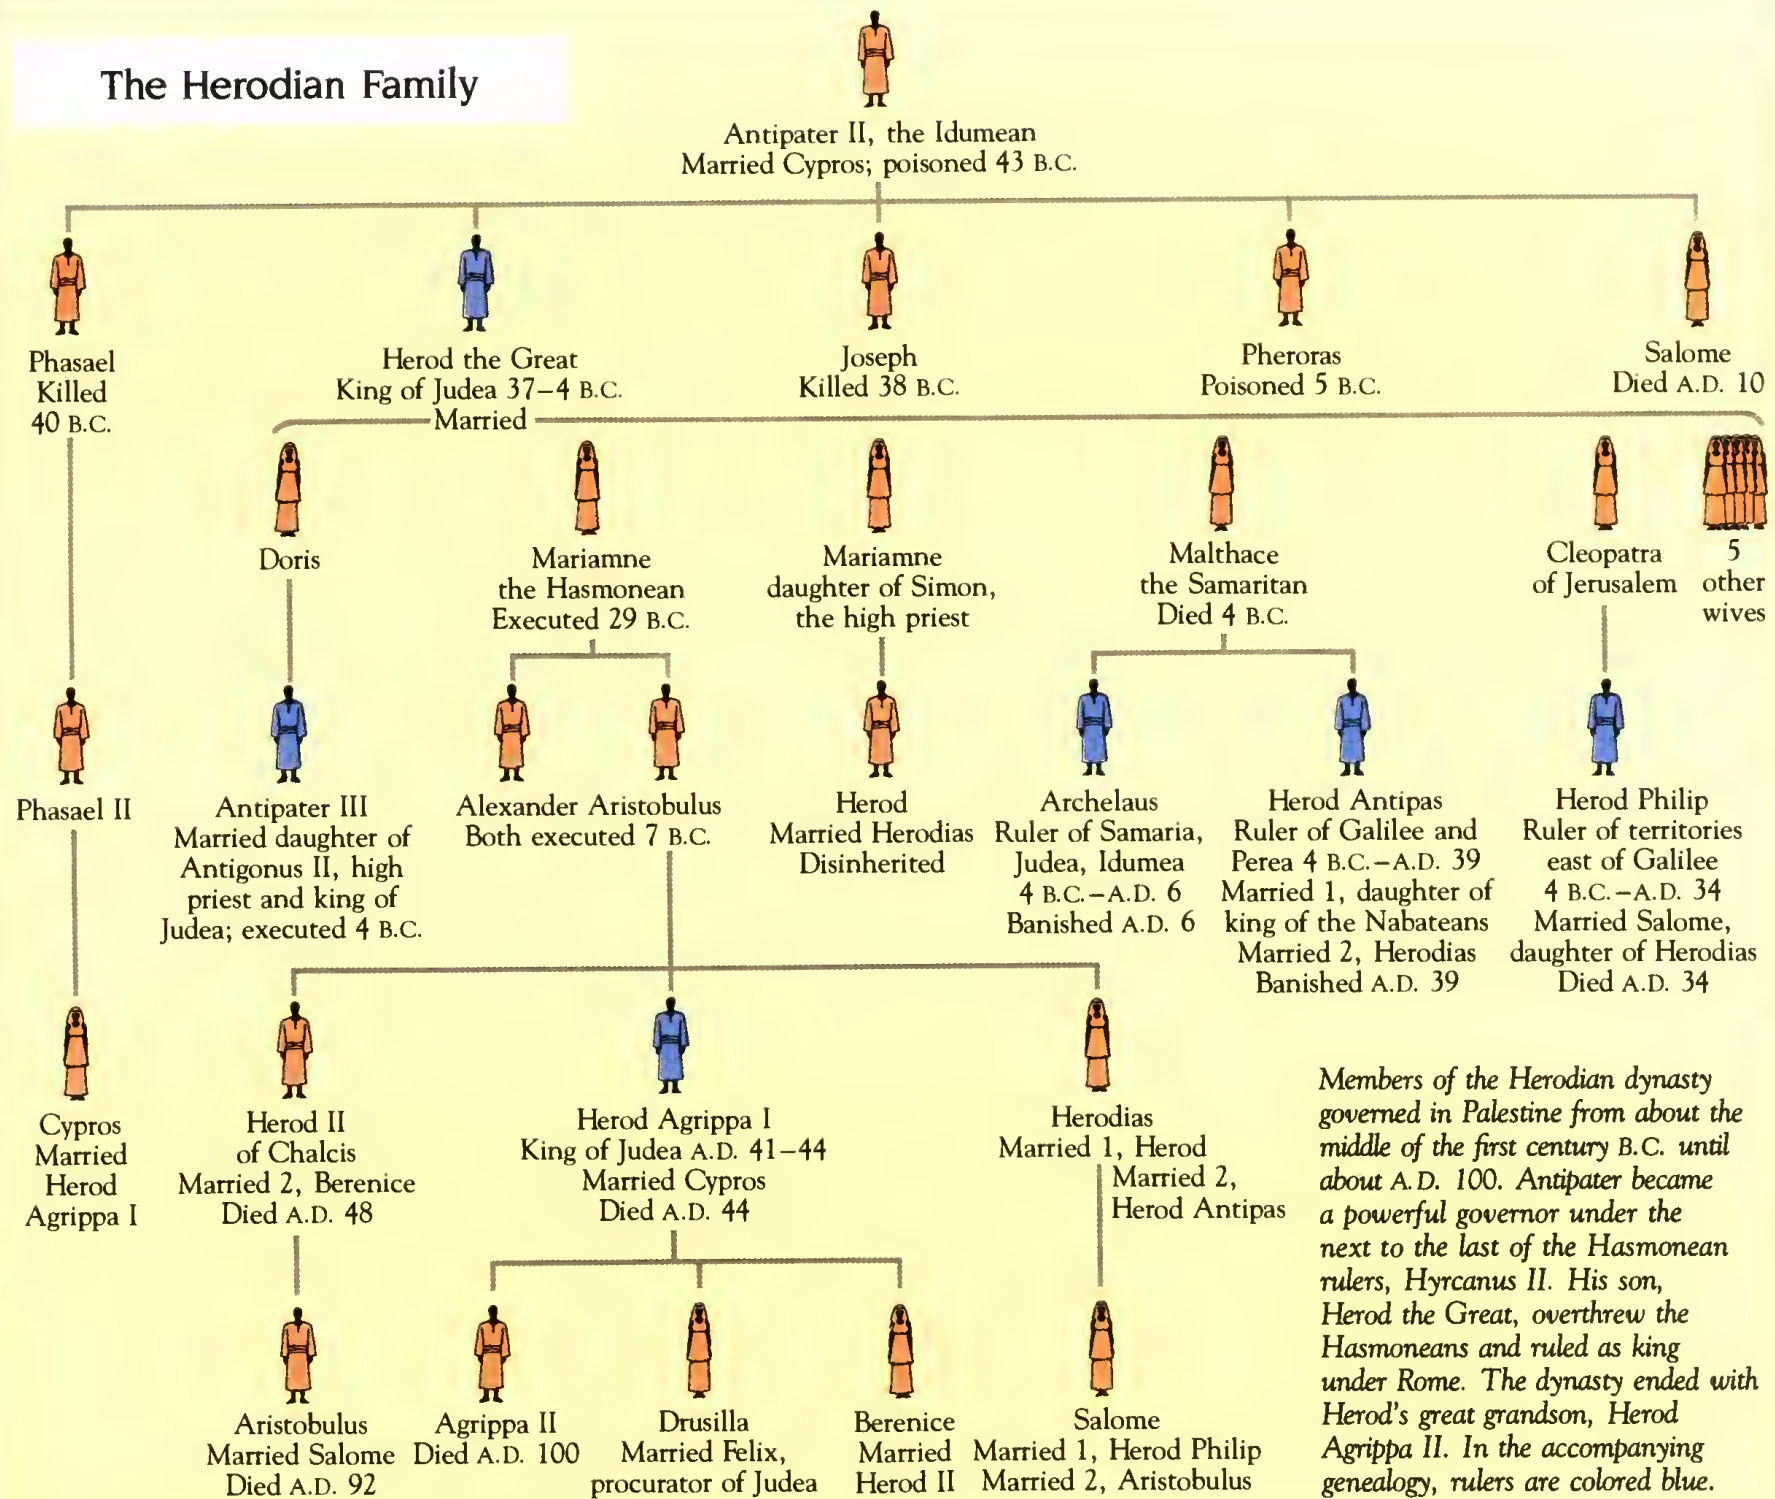 The Herodian Family
Antipater II, the Idumean
Married Cypros; poisoned 43 B.C.
Phasael
Killed
40 B.C.
Herod the Great
King of Judea 37–4 B.C.
Married
Joseph
Killed 38 B.C.
Pheroras
Poisoned 5 B.C.
Salome
Died A.D. 10
Doris
Mariamne
the Hasmonean
Executed 29 B.C.
Mariamne
daughter of Simon,
the high priest
Malthace
the Samaritan
Died 4 B.C.
Cleopatra
of Jerusalem
5
other
wives
Phasael II
Antipater III
Married daughter of
Antigonus II, high
priest and king of
Judea; executed 4 B.C.
Alexander Aristobulus
Both executed 7 B.C.
Herod
Married Herodias
Disinherited
Archelaus
Ruler of Samaria,
Judea, Idumea
4 B.C.–A.D. 6
Banished A.D. 6
Herod Antipas
Ruler of Galilee and
Perea 4 B.C.–A.D. 39
Married 1, daughter of
king of the Nabateans
Married 2, Herodias
Banished A.D. 39
Herod Philip
Ruler of territories
east of Galilee
4 B.C.–A.D. 34
Married Salome,
daughter of Herodias
Died A.D. 34
Cypros
Married
Herod
Agrippa I
Herod II
of Chalcis
Married 2, Berenice
Died A.D. 48
Herod Agrippa I
King of Judea A.D. 41–44
Married Cypros
Died A.D. 44
Herodias
Married 1, Herod
Married 2,
Herod Antipas
Aristobulus
Married Salome
Died A.D. 92
Agrippa II
Died A.D. 100
Drusilla
Married Felix,
procurator of Judea
Berenice
Married
Herod II
Salome
Married 1, Herod Philip
Married 2, Aristobulus
Members of the Herodian dynasty
governed in Palestine from about the
middle of the first century B.C. until
about A.D. 100. Antipater became
a powerful governor under the
next to the last of the Hasmonean
rulers, Hyrcanus II. His son,
Herod the Great, overthrew the
Hasmoneans and ruled as king
under Rome. The dynasty ended with
Herod's great grandson, Herod
Agrippa II. In the accompanying
genealogy, rulers are colored blue.